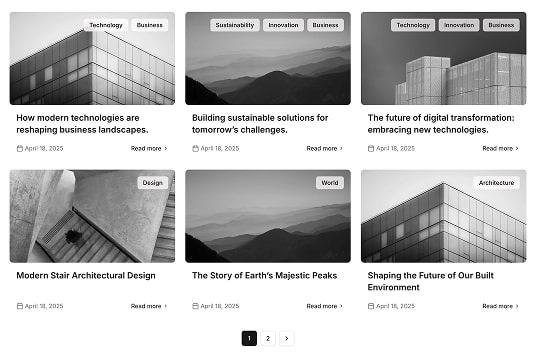 Technology Business
Sustainability Innovation Business
Technology Innovation Business
How modern technologies are
reshaping business landscapes.
April 18, 2025 Read more
Building sustainable solutions for
tomorrow's challenges.
April 18, 2025 Read more
The future of digital transformation:
embracing new technologies.
April 18, 2025 Read more
Design
World
Architecture
Modern Stair Architectural Design
April 18, 2025 Read more
The Story of Earth's Majestic Peaks
April 18, 2025 Read more
Shaping the Future of Our Built
Environment
April 18, 2025 Read more
1 2